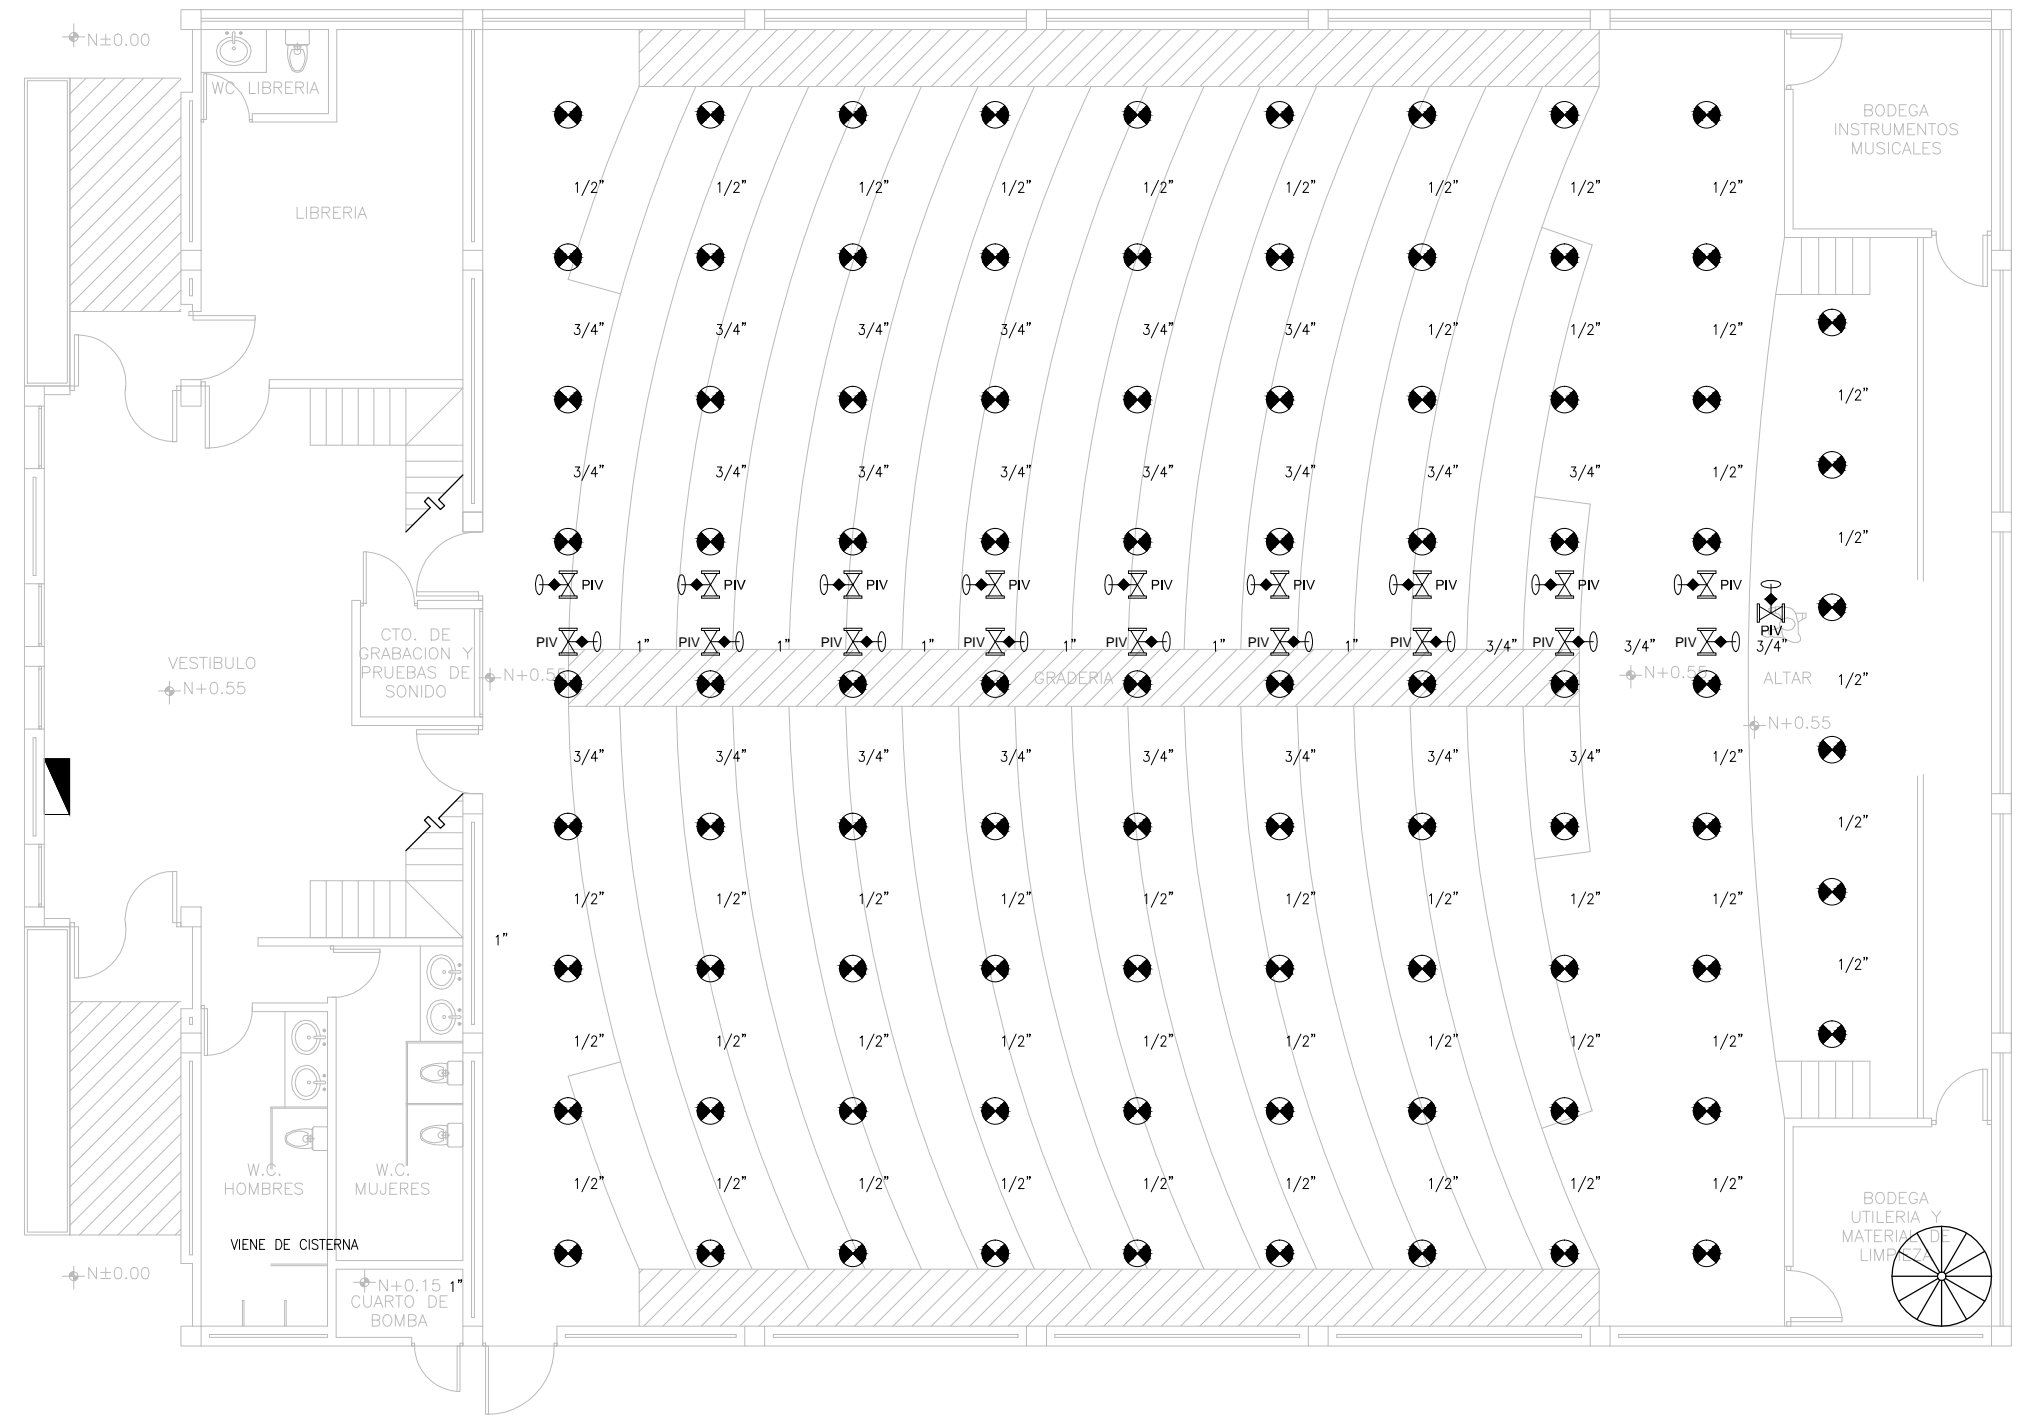 N±0.00
WC LIBRERIA
BODEGA
INSTRUMENTOS
MUSICALES
1/2" 1/2" 1/2" 1/2" 1/2" 1/2" 1/2" 1/2" 1/2"
LIBRERIA
3/4" 3/4" 3/4" 3/4" 3/4" 3/4" 1/2" 1/2" 1/2"
1/2"
3/4" 3/4" 3/4" 3/4" 3/4" 3/4" 3/4" 3/4" 1/2"
1/2"
PIV PIV PIV PIV PIV PIV PIV PIV PIV
PIV
CTO. DE
GRABACION Y
PRUEBAS DE
SONIDO
PIV 1" PIV 1" PIV 1" PIV 1" PIV 1" PIV 1" PIV 3/4" PIV 3/4" PIV 3/4"
VESTIBULO
N+0.55
N+0.55
GRADERIA
N+0.55
ALTAR
1/2"
N+0.55
3/4" 3/4" 3/4" 3/4" 3/4" 3/4" 3/4" 3/4" 1/2"
1/2"
1/2" 1/2" 1/2" 1/2" 1/2" 1/2" 1/2" 1/2" 1/2"
1"
1/2"
1/2" 1/2" 1/2" 1/2" 1/2" 1/2" 1/2" 1/2" 1/2"
W.C.
HOMBRES
W.C.
MUJERES
1/2" 1/2" 1/2" 1/2" 1/2" 1/2" 1/2" 1/2" 1/2"
BODEGA
UTILERIA Y
MATERIAL DE
LIMPIEZA
VIENE DE CISTERNA
N±0.00
N+0.15
1"
CUARTO DE
BOMBA